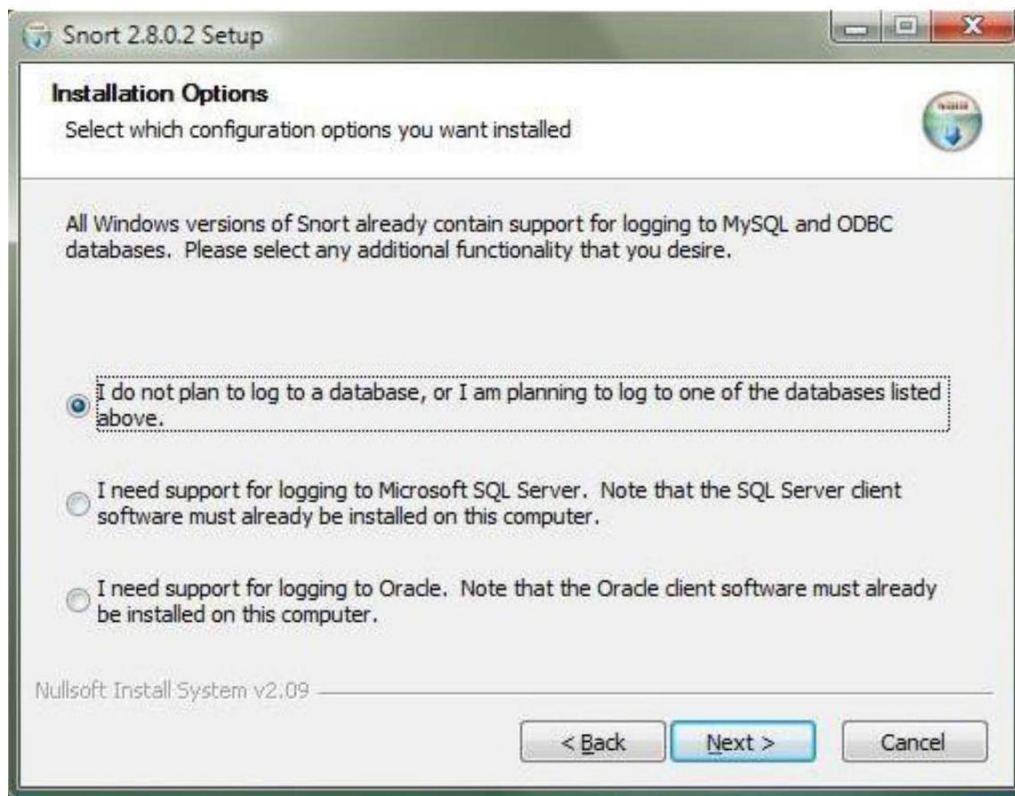 Snort 2.8.0.2 Setup
Installation Options
Select which configuration options you want installed
All Windows versions of Snort already contain support for logging to MySQL and ODBC
databases. Please select any additional functionality that you desire.
I do not plan to log to a database, or I am planning to log to one of the databases listed
above.
I need support for logging to Microsoft SQL Server. Note that the SQL Server client
software must already be installed on this computer.
I need support for logging to Oracle. Note that the Oracle client software must already
be installed on this computer.
Nullsoft Install System v2.09
< Back
Next >
Cancel